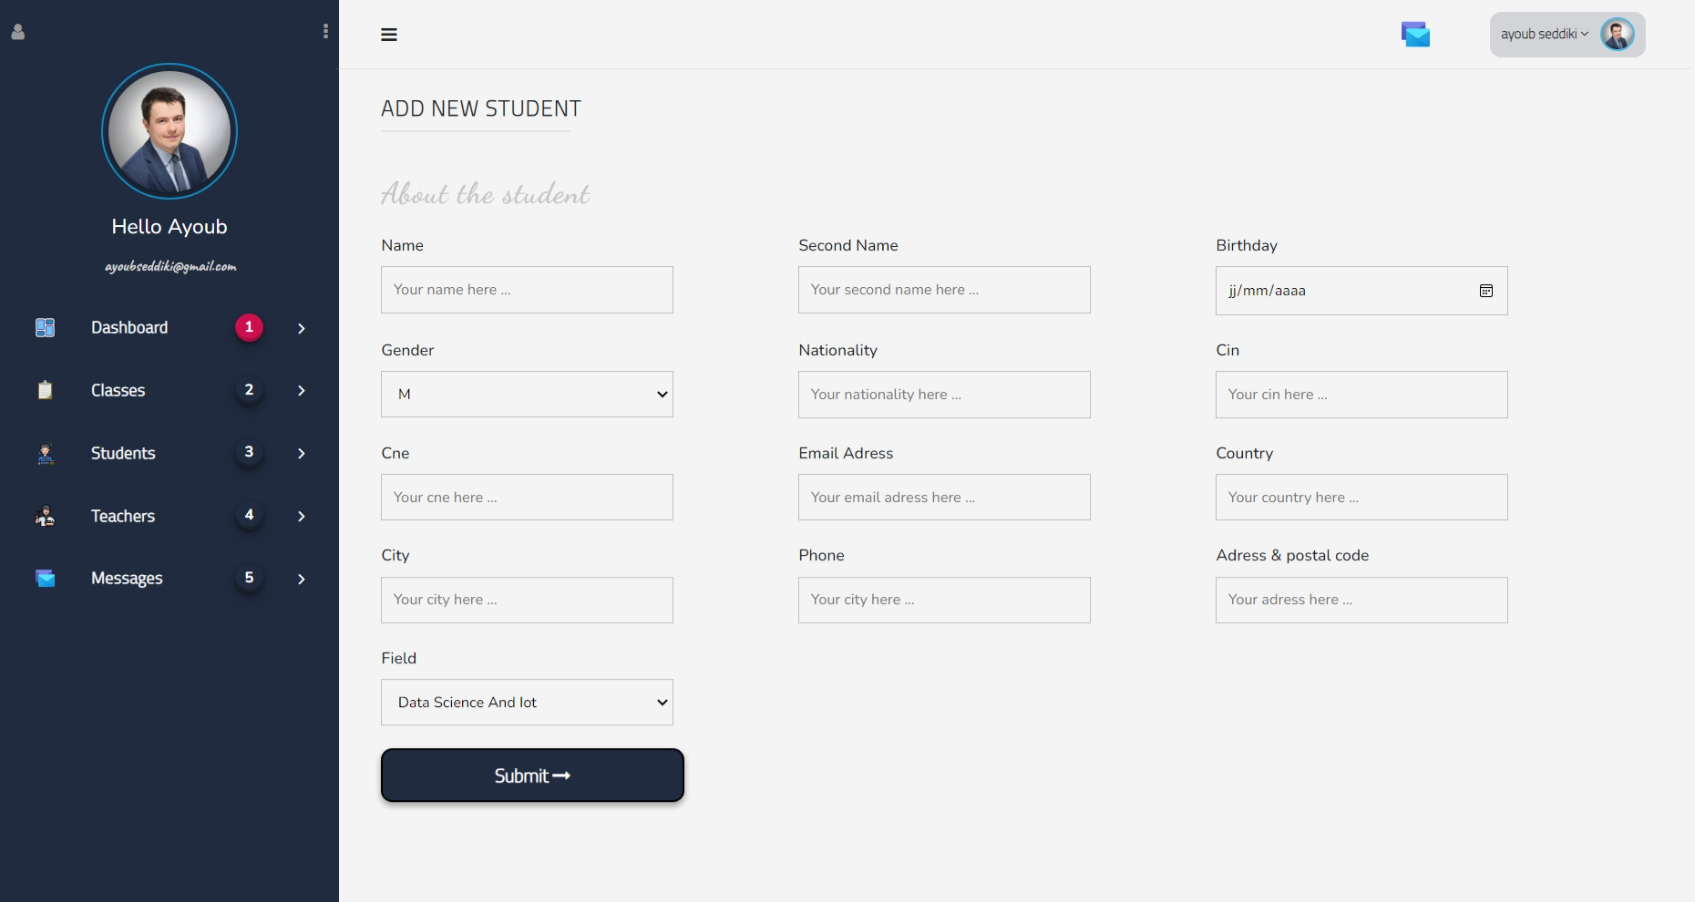 ayoub seddiki
ADD NEW STUDENT
About the student
Hello Ayoub
ayoubseddiki@gmail.com
Dashboard 1
Classes 2
Students 3
Teachers 4
Messages 5
Name Second Name Birthday
Your name here ... Your second name here ... jj/mm/aaaa
Gender Nationality Cin
M Your nationality here ... Your cin here ...
Cne Email Adress Country
Your cne here ... Your email adress here ... Your country here ...
City Phone Adress & postal code
Your city here ... Your city here ... Your adress here ...
Field
Data Science And Iot
Submit